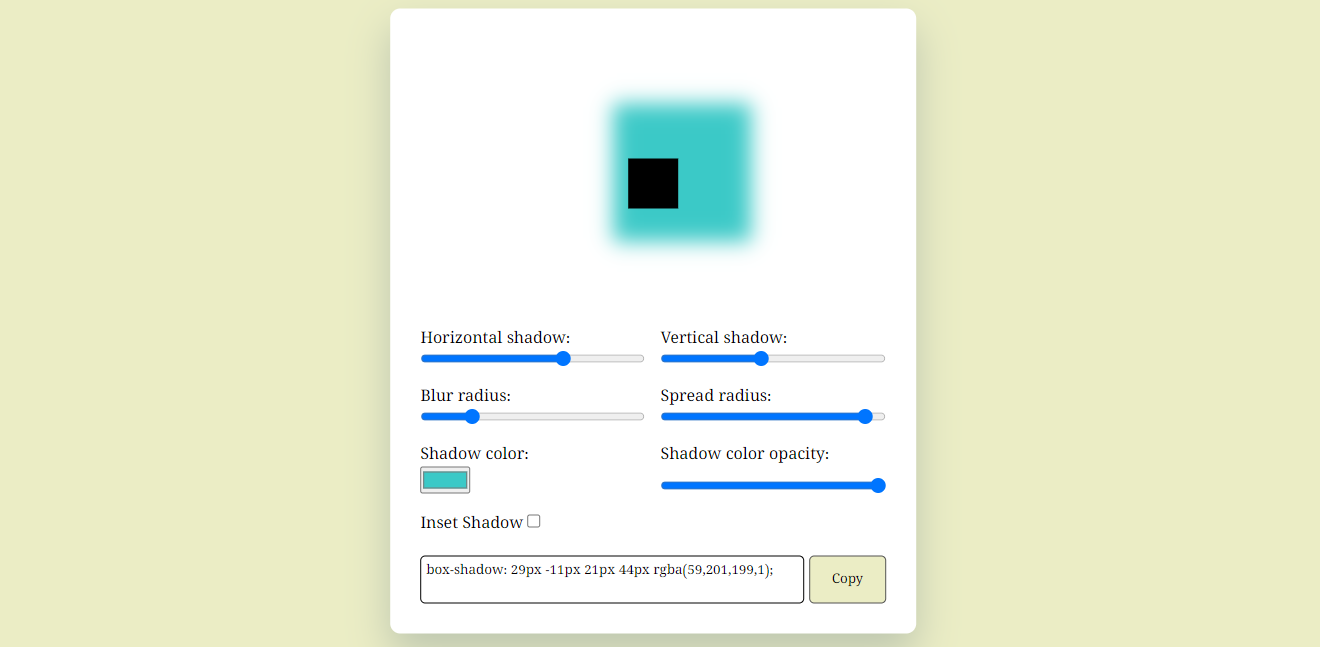 Horizontal shadow:
Vertical shadow:
Blur radius:
Spread radius:
Shadow color:
Shadow color opacity:
Inset Shadow
box-shadow: 29px -11px 21px 44px rgba(59,201,199,1);
Copy